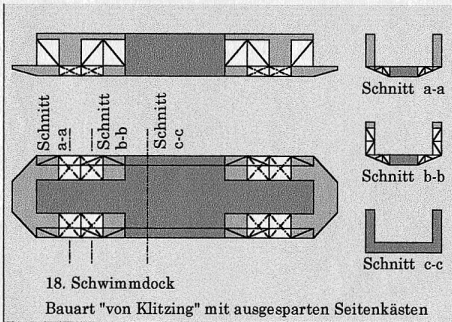 Schnitt a-a
Schnitt
a-a
Schnitt
b-b
Schnitt
c-c
Schnitt b-b
Schnitt c-c
18. Schwimmdock
Bauart "von Klitzing" mit ausgesparten Seitenkästen